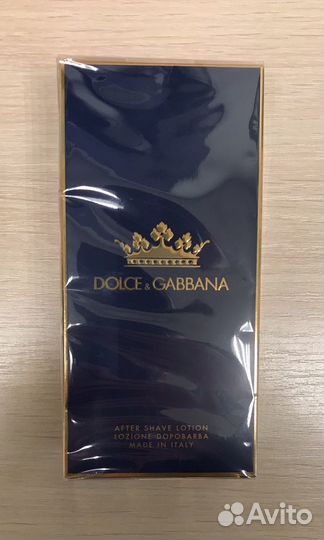 DOLCE & GABBANA
AFTER SHAVE LOTION
LOZIONE DOPOBARBA
MADE IN ITALY
Avito